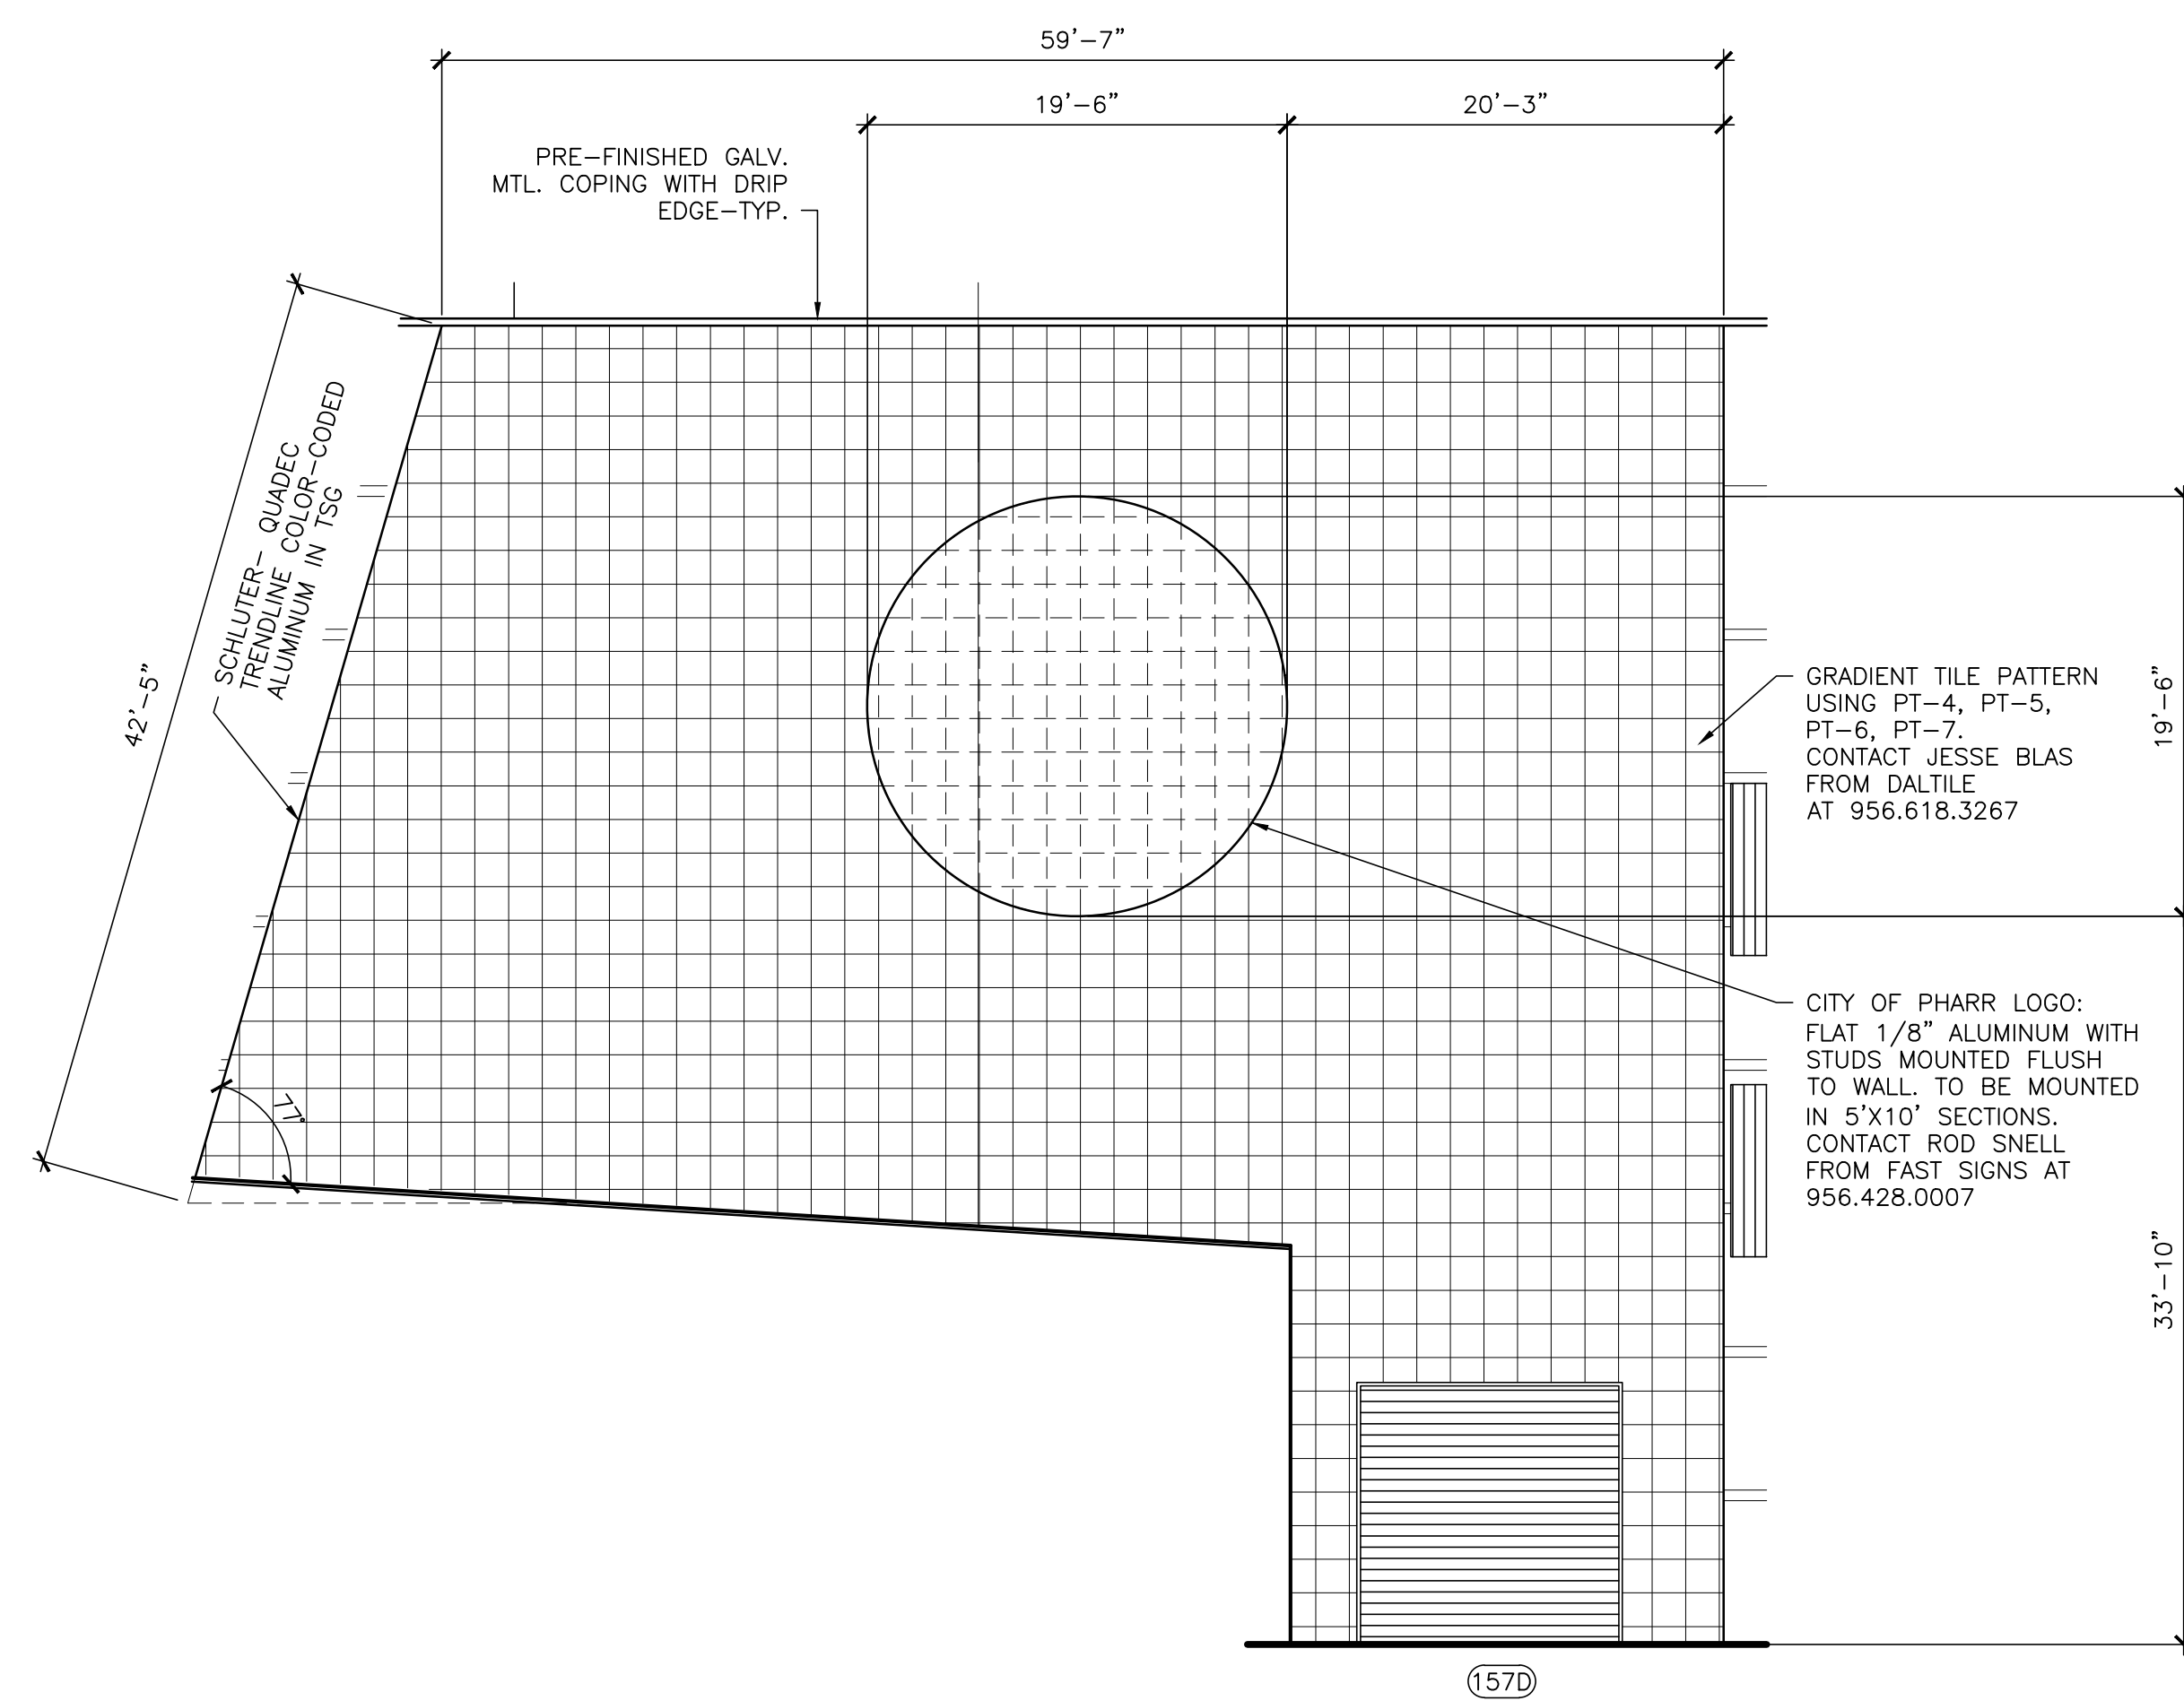 59'-7"
19'-6"
20'-3"
PRE-FINISHED GALV.
MTL. COPING WITH DRIP
EDGE-TYP.
42'-5"
SCHLUTER- QUADEC
TRENDLINE COLOR-CODED
ALUMINUM IN TSG
77°
GRADIENT TILE PATTERN
USING PT-4, PT-5,
PT-6, PT-7.
CONTACT JESSE BLAS
FROM DALTILE
AT 956.618.3267
19'-6"
CITY OF PHARR LOGO:
FLAT 1/8" ALUMINUM WITH
STUDS MOUNTED FLUSH
TO WALL. TO BE MOUNTED
IN 5'X10' SECTIONS.
CONTACT ROD SNELL
FROM FAST SIGNS AT
956.428.0007
33'-10"
157D